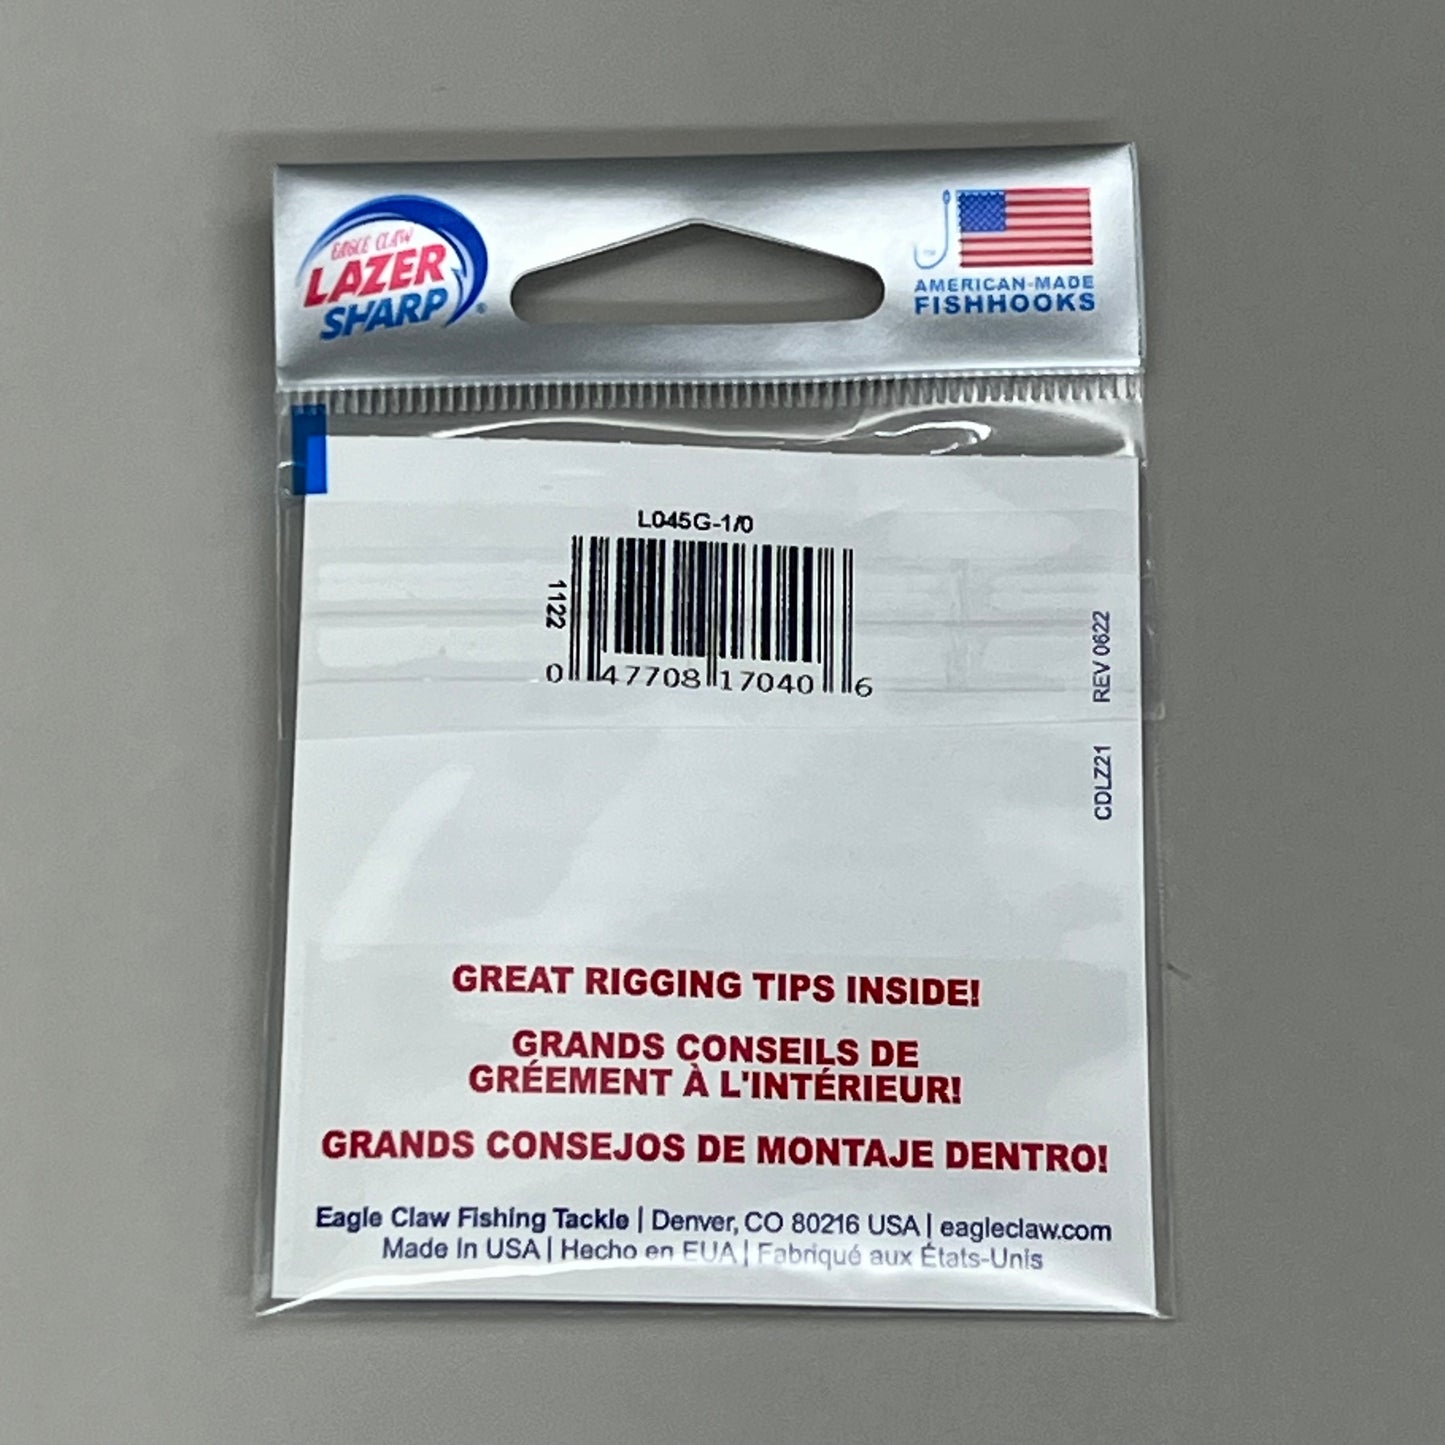 EAGLE CLAW
LAZER
SHARP®
AMERICAN-MADE
FISHHOOKS
L045G-1/0
1122
0 47708 17040 6
REV 0622
CDLZ21
GREAT RIGGING TIPS INSIDE!
GRANDS CONSEILS DE
GRÉEMENT À L'INTÉRIEUR!
GRANDS CONSEJOS DE MONTAJE DENTRO!
Eagle Claw Fishing Tackle | Denver, CO 80216 USA | eagleclaw.com
Made In USA | Hecho en EUA | Fabriqué aux États-Unis